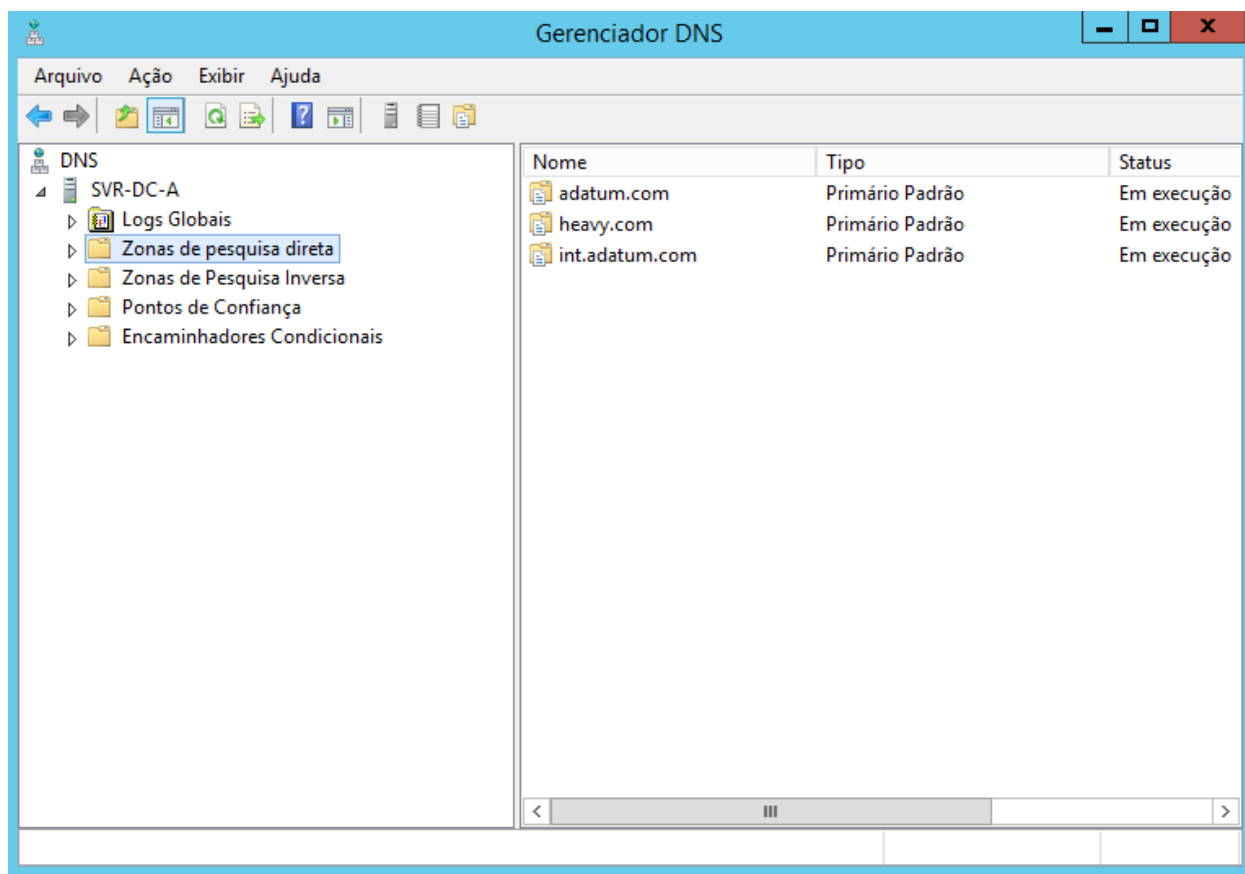 Gerenciador DNS
Arquivo Ação Exibir Ajuda
DNS
SVR-DC-A
Logs Globais
Zonas de pesquisa direta
Zonas de Pesquisa Inversa
Pontos de Confiança
Encaminhadores Condicionais
Nome Tipo Status
adatum.com Primário Padrão Em execução
heavy.com Primário Padrão Em execução
int.adatum.com Primário Padrão Em execução